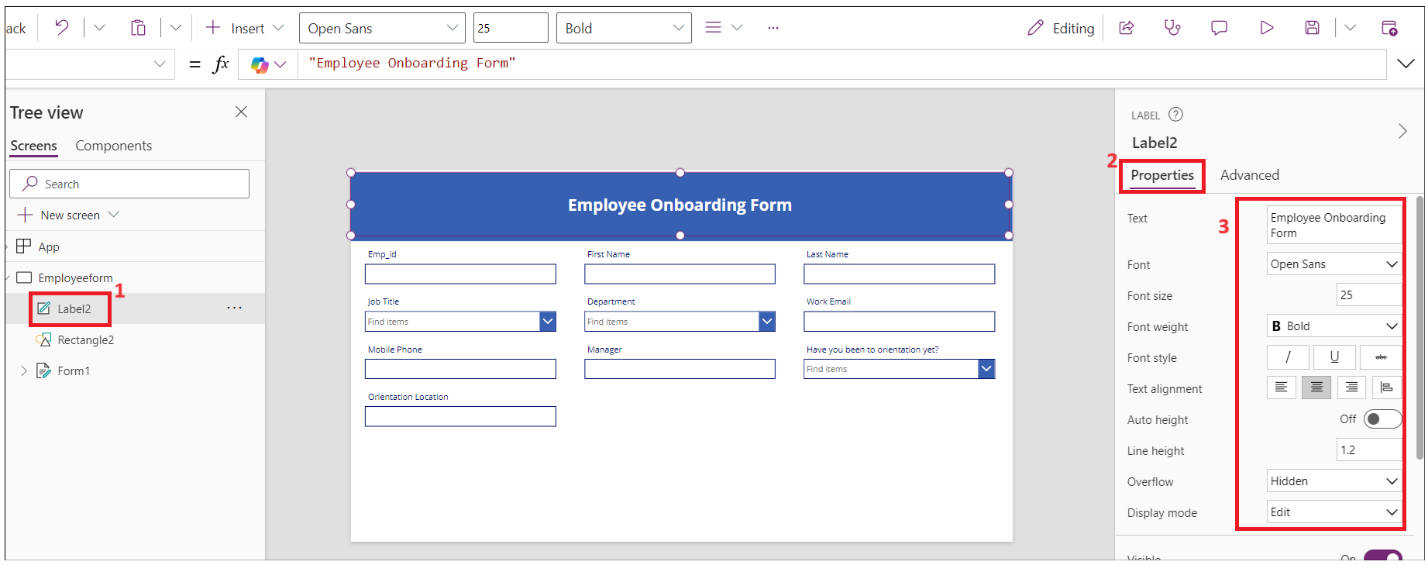 ack
Insert
Open Sans
25
Bold
...
Editing
= fx
"Employee Onboarding Form"
Tree view
Screens Components
Search
New screen
App
Employeeform
1
Label2
...
Rectangle2
Form1
Employee Onboarding Form
Emp_id First Name Last Name
Job Title Department Work Email
Find items Find items
Mobile Phone Manager Have you been to orientation yet?
Find items
Orientation Location
LABEL ?
Label2
2
Properties Advanced
3
Text Employee Onboarding
Form
Font Open Sans
Font size 25
Font weight B Bold
Font style / U abc
Text alignment
Auto height Off
Line height 1.2
Overflow Hidden
Display mode Edit
Visible On